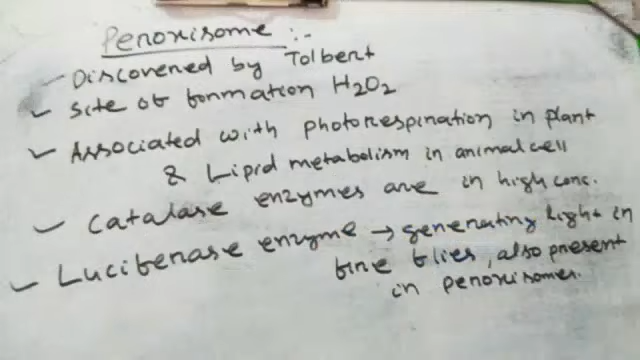 Peroxisome :-
Discovered by Tolbert
Site of formation H2O2
Associated with photorespiration in plant
& Lipid metabolism in animal cell
Catalase enzymes are in high conc.
Luciferase enzyme → generating light in
fire flies, also present
in peroxisomes.